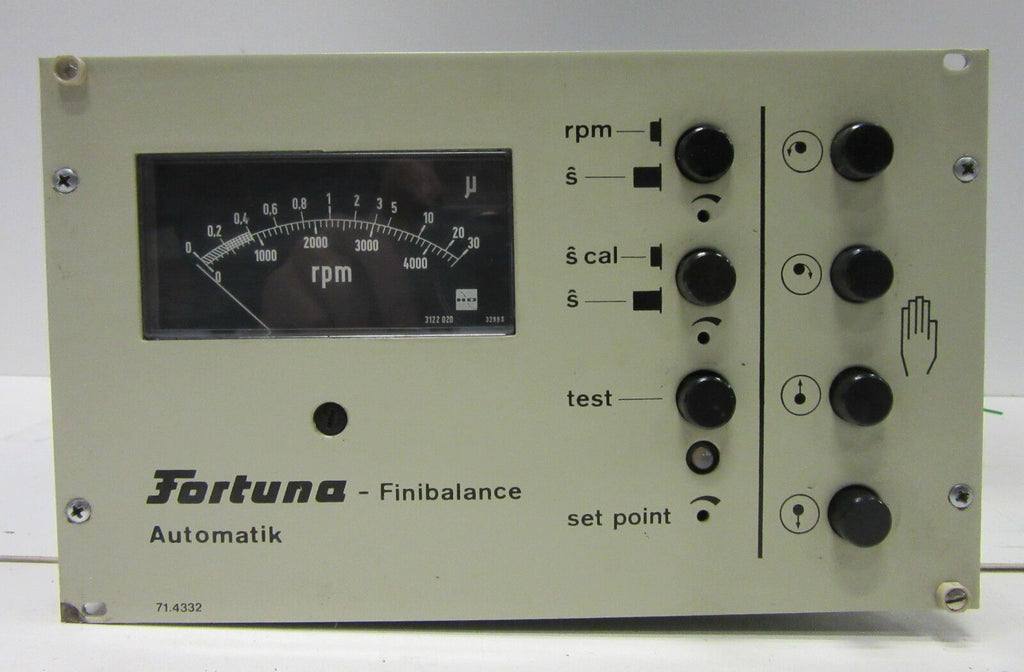 µ
0 0,2 0,4 0,6 0,8 1 2 3 5 10 20 30
0 1000 2000 3000 4000
rpm
3122 020
rpm
ŝ
ŝ cal
ŝ
test
set point
Fortuna - Finibalance
Automatik
71.4332